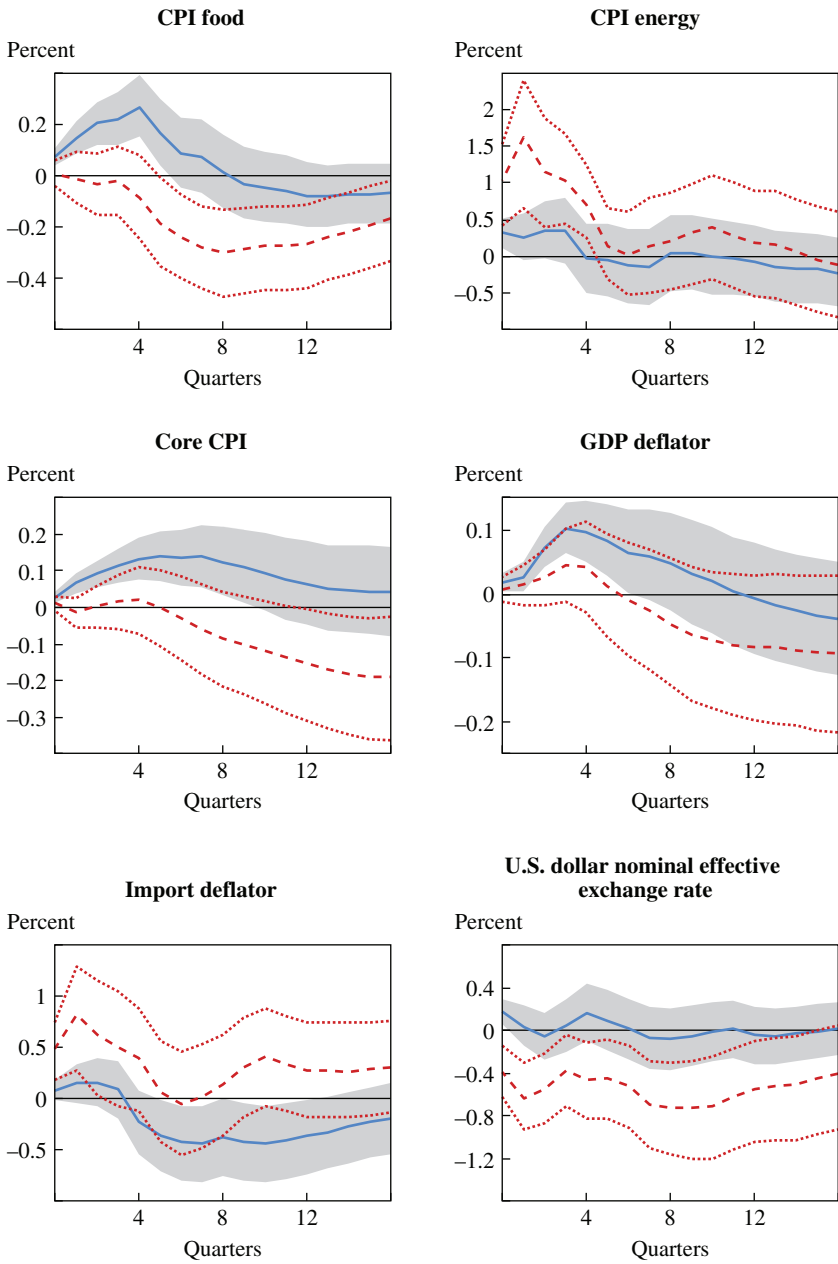 CPI food
Percent
0.2
0
–0.2
–0.4
4 8 12
Quarters
CPI energy
Percent
2
1.5
1
0.5
0
–0.5
4 8 12
Quarters
Core CPI
Percent
0.2
0.1
0
–0.1
–0.2
–0.3
4 8 12
Quarters
GDP deflator
Percent
0.1
0
–0.1
–0.2
4 8 12
Quarters
Import deflator
Percent
1
0.5
0
–0.5
4 8 12
Quarters
U.S. dollar nominal effective
exchange rate
Percent
0.4
0
–0.4
–0.8
–1.2
4 8 12
Quarters